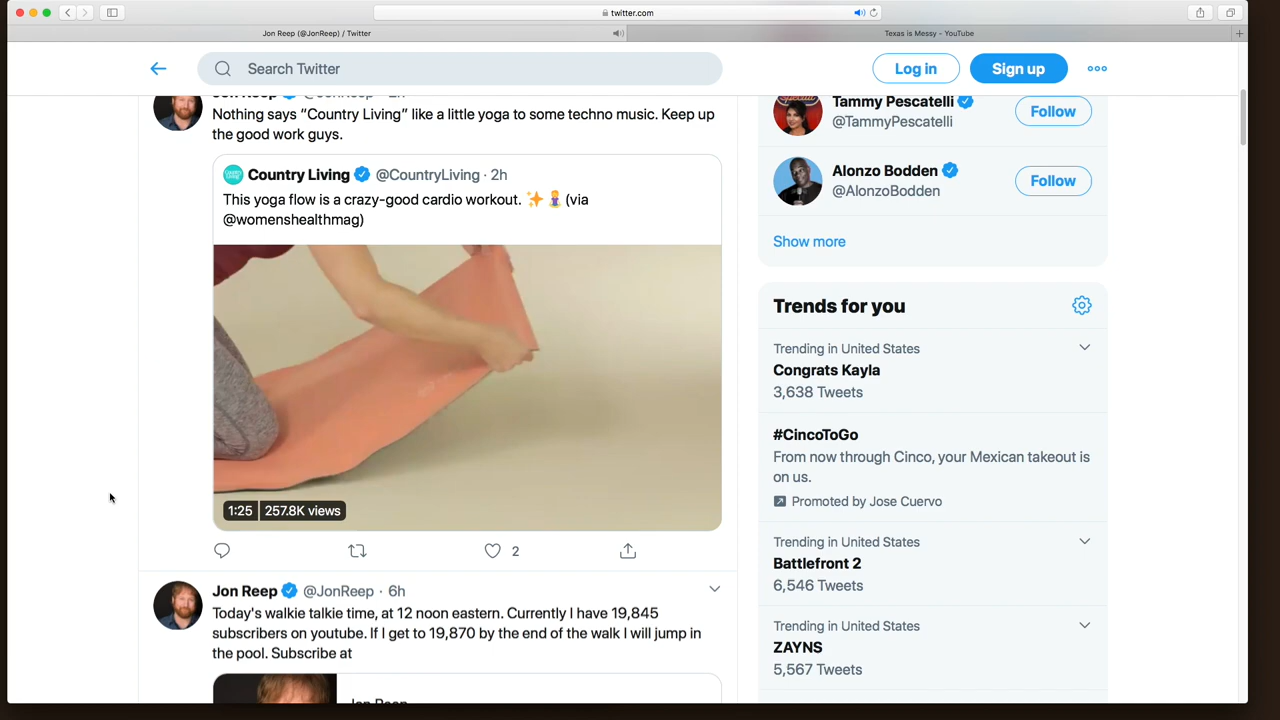 twitter.com
Jon Reep (@JonReep) / Twitter
Texas is Messy - YouTube
Search Twitter
Log in
Sign up
Jon Reep @JonReep · 2h
Nothing says “Country Living” like a little yoga to some techno music. Keep up
the good work guys.
Country Living @CountryLiving · 2h
This yoga flow is a crazy-good cardio workout. ✨🧘‍♀️ (via
@womenshealthmag)
1:25 257.8K views
2
Jon Reep @JonReep · 6h
Today's walkie talkie time, at 12 noon eastern. Currently I have 19,845
subscribers on youtube. If I get to 19,870 by the end of the walk I will jump in
the pool. Subscribe at
Jon Reep
Tammy Pescatelli
@TammyPescatelli
Follow
Alonzo Bodden
@AlonzoBodden
Follow
Show more
Trends for you
Trending in United States
Congrats Kayla
3,638 Tweets
#CincoToGo
From now through Cinco, your Mexican takeout is
on us.
Promoted by Jose Cuervo
Trending in United States
Battlefront 2
6,546 Tweets
Trending in United States
ZAYNS
5,567 Tweets